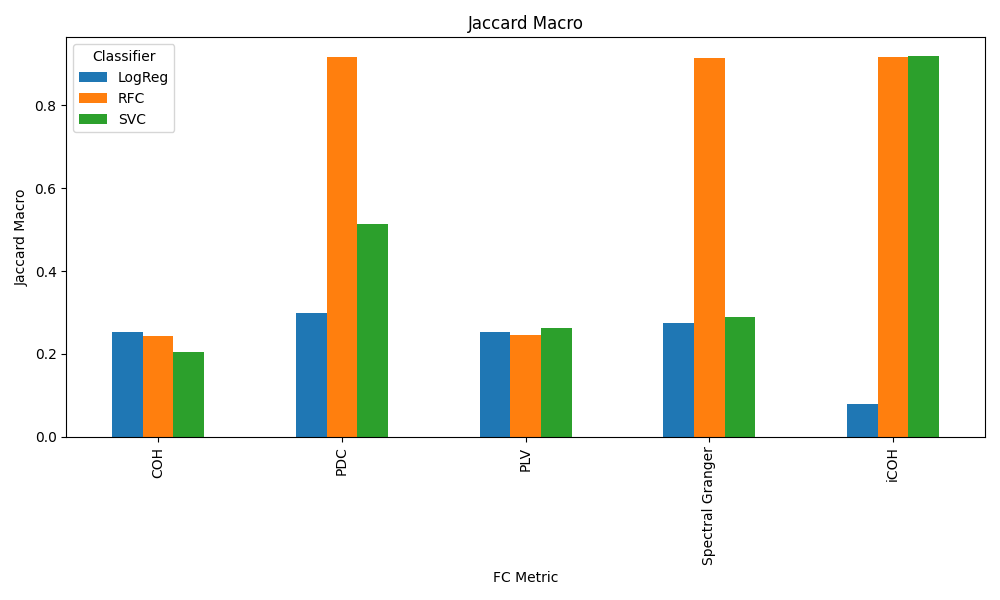 Jaccard Macro
Classifier
LogReg
RFC
SVC
Jaccard Macro
0.8
0.6
0.4
0.2
0.0
COH
PDC
PLV
Spectral Granger
iCOH
FC Metric